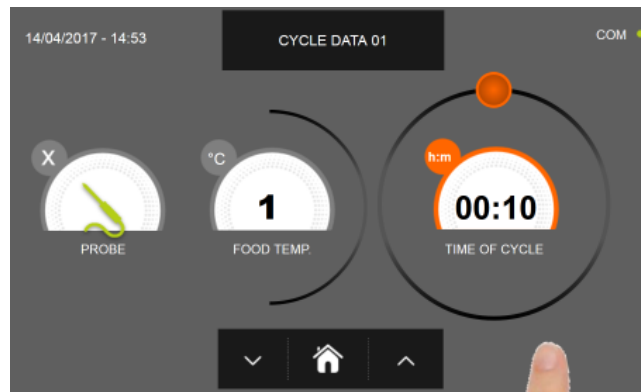 14/04/2017 - 14:53
CYCLE DATA 01
COM
X
°C
h:m
1
00:10
PROBE
FOOD TEMP.
TIME OF CYCLE